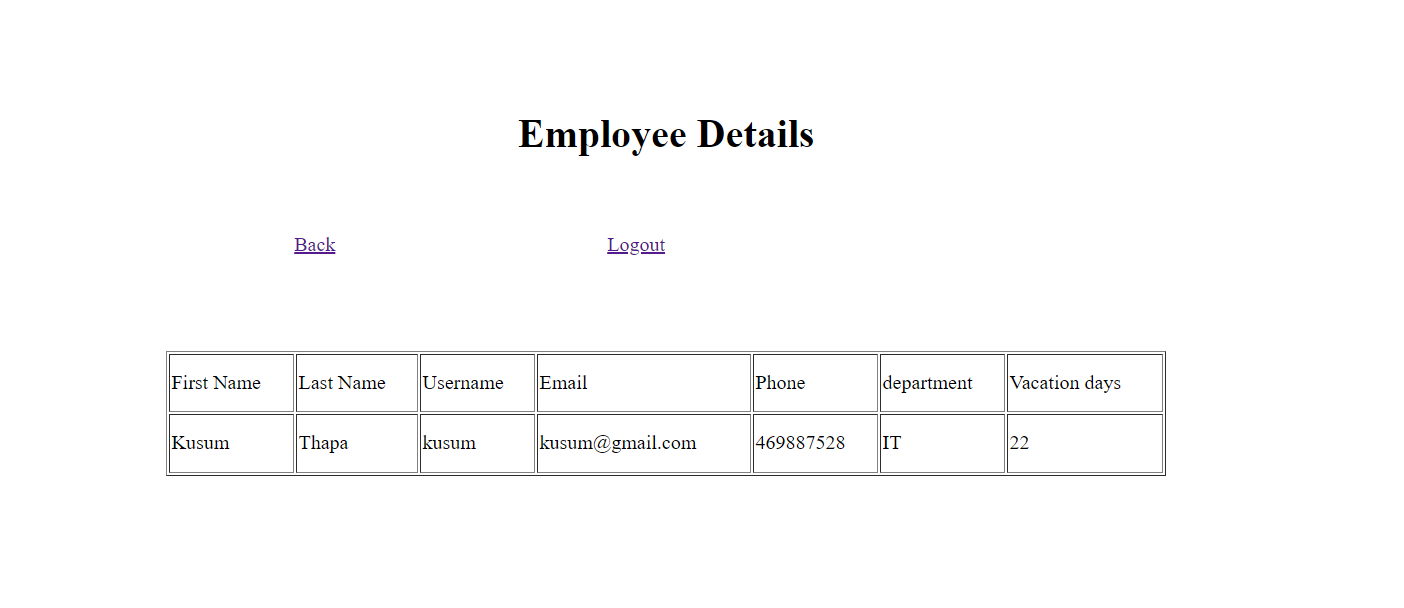 Employee Details
Back Logout
First Name Last Name Username Email Phone department Vacation days
Kusum Thapa kusum kusum@gmail.com 469887528 IT 22